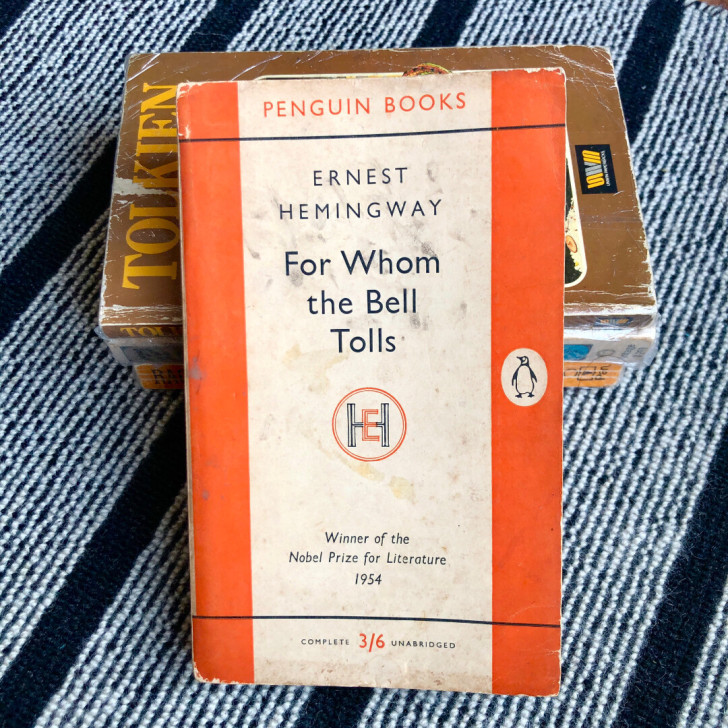 PENGUIN BOOKS
ERNEST
HEMINGWAY
For Whom
the Bell
Tolls
HE
Winner of the
Nobel Prize for Literature
1954
COMPLETE 3/6 UNABRIDGED
TOLKIEN